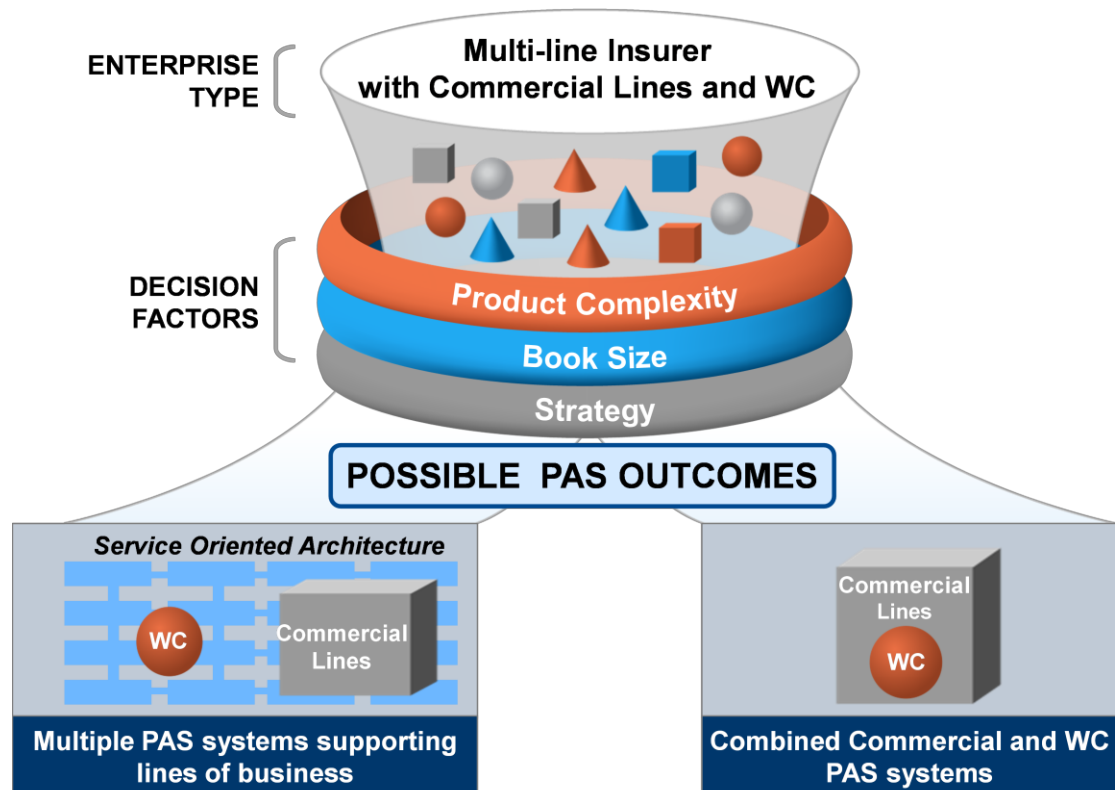 ENTERPRISE
TYPE
Multi-line Insurer
with Commercial Lines and WC
DECISION
FACTORS
Product Complexity
Book Size
Strategy
POSSIBLE PAS OUTCOMES
Service Oriented Architecture
WC
Commercial
Lines
Multiple PAS systems supporting
lines of business
Commercial
Lines
WC
Combined Commercial and WC
PAS systems